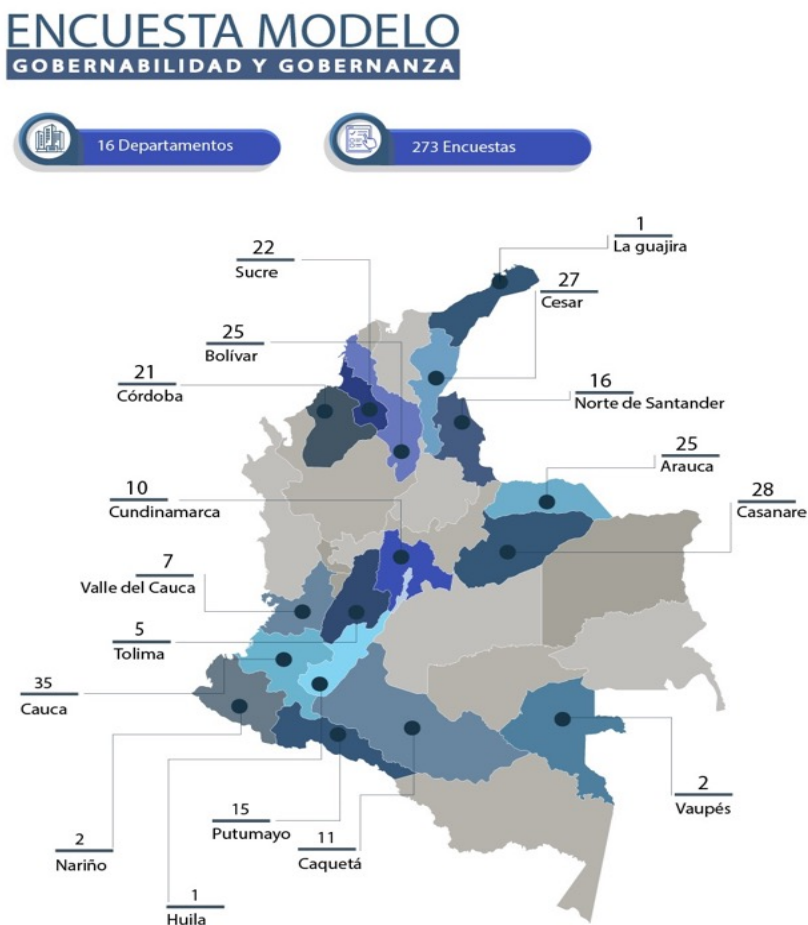 ENCUESTA MODELO
GOBERNABILIDAD Y GOBERNANZA
16 Departamentos
273 Encuestas
1
La guajira
22
Sucre
27
Cesar
25
Bolívar
21
Córdoba
16
Norte de Santander
25
Arauca
10
Cundinamarca
28
Casanare
7
Valle del Cauca
5
Tolima
35
Cauca
2
Vaupés
15
Putumayo
11
Caquetá
2
Nariño
1
Huila